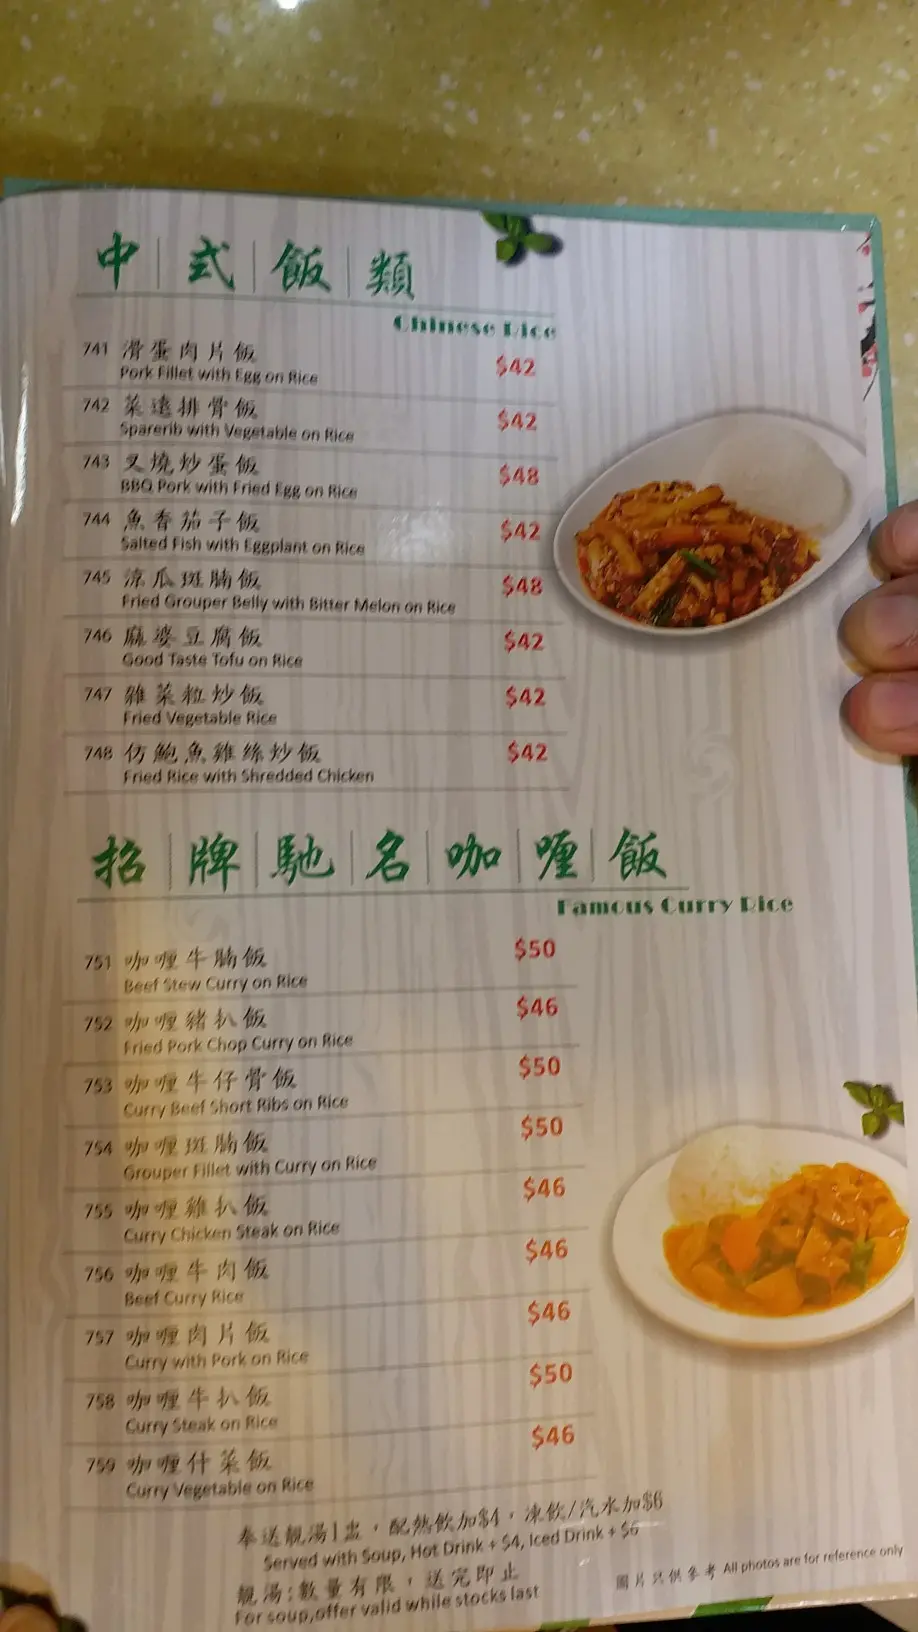 中式飯類
Chinese Rice
741 滑蛋肉片飯 $42
Pork Fillet with Egg on Rice
742 菜遠排骨飯 $42
Sparerib with Vegetable on Rice
743 叉燒炒蛋飯 $48
BBQ Pork with Fried Egg on Rice
744 魚香茄子飯 $42
Salted Fish with Eggplant on Rice
745 涼瓜斑腩飯 $48
Fried Grouper Belly with Bitter Melon on Rice
746 麻婆豆腐飯 $42
Good Taste Tofu on Rice
747 雜菜粒炒飯 $42
Fried Vegetable Rice
748 仿鮑魚雞絲炒飯 $42
Fried Rice with Shredded Chicken
招牌馳名咖喱飯
Famous Curry Rice
751 咖喱牛腩飯 $50
Beef Stew Curry on Rice
752 咖喱豬扒飯 $46
Fried Pork Chop Curry on Rice
753 咖喱牛仔骨飯 $50
Curry Beef Short Ribs on Rice
754 咖喱斑腩飯 $50
Grouper Fillet with Curry on Rice
755 咖喱雞扒飯 $46
Curry Chicken Steak on Rice
756 咖喱牛肉飯 $46
Beef Curry Rice
757 咖喱肉片飯 $46
Curry with Pork on Rice
758 咖喱牛扒飯 $50
Curry Steak on Rice
759 咖喱什菜飯 $46
Curry Vegetable on Rice
奉送靚湯1盅，配熱飲加$4，凍飲/汽水加$6
Served with Soup, Hot Drink + $4, Iced Drink + $6
靚湯:數量有限，送完即止
For soup,offer valid while stocks last
圖片只供參考 All photos are for reference only